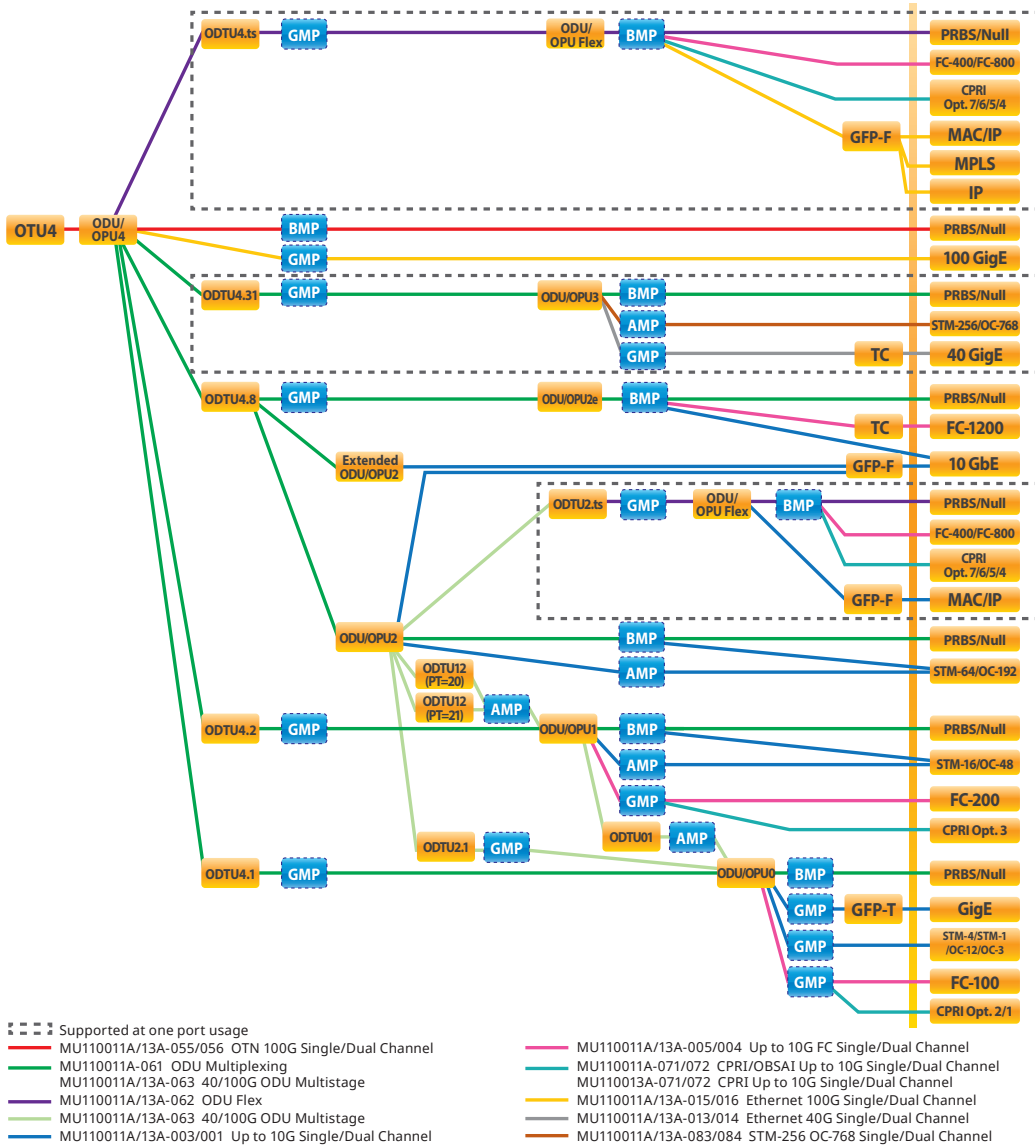 ODTU4.ts GMP ODU/ BMP PRBS/Null
OPU Flex
FC-400/FC-800
CPRI
Opt. 7/6/5/4
GFP-F MAC/IP
MPLS
IP
OTU4 ODU/ BMP PRBS/Null
OPU4
GMP 100 GigE
ODTU4.31 GMP ODU/OPU3 BMP PRBS/Null
AMP STM-256/OC-768
GMP TC 40 GigE
ODTU4.8 GMP ODU/OPU2e BMP PRBS/Null
TC FC-1200
Extended GFP-F 10 GbE
ODU/OPU2
ODTU2.ts GMP ODU/ BMP PRBS/Null
OPU Flex
FC-400/FC-800
CPRI
Opt. 7/6/5/4
GFP-F MAC/IP
ODU/OPU2 BMP PRBS/Null
ODTU12 AMP STM-64/OC-192
(PT=20)
ODTU12 AMP
(PT=21)
ODTU4.2 GMP ODU/OPU1 BMP PRBS/Null
AMP STM-16/OC-48
GMP FC-200
ODTU01 AMP CPRI Opt. 3
ODTU2.1 GMP
ODTU4.1 GMP ODU/OPU0 BMP PRBS/Null
GMP GFP-T GigE
GMP STM-4/STM-1
/OC-12/OC-3
GMP FC-100
CPRI Opt. 2/1
Supported at one port usage
MU110011A/13A-055/056 OTN 100G Single/Dual Channel
MU110011A-061 ODU Multiplexing
MU110011A/13A-063 40/100G ODU Multistage
MU110011A/13A-062 ODU Flex
MU110011A/13A-063 40/100G ODU Multistage
MU110011A/13A-003/001 Up to 10G Single/Dual Channel
MU110011A/13A-005/004 Up to 10G FC Single/Dual Channel
MU110011A-071/072 CPRI/OBSAI Up to 10G Single/Dual Channel
MU110013A-071/072 CPRI Up to 10G Single/Dual Channel
MU110011A/13A-015/016 Ethernet 100G Single/Dual Channel
MU110011A/13A-013/014 Ethernet 40G Single/Dual Channel
MU110011A/13A-083/084 STM-256 OC-768 Single/Dual Channel